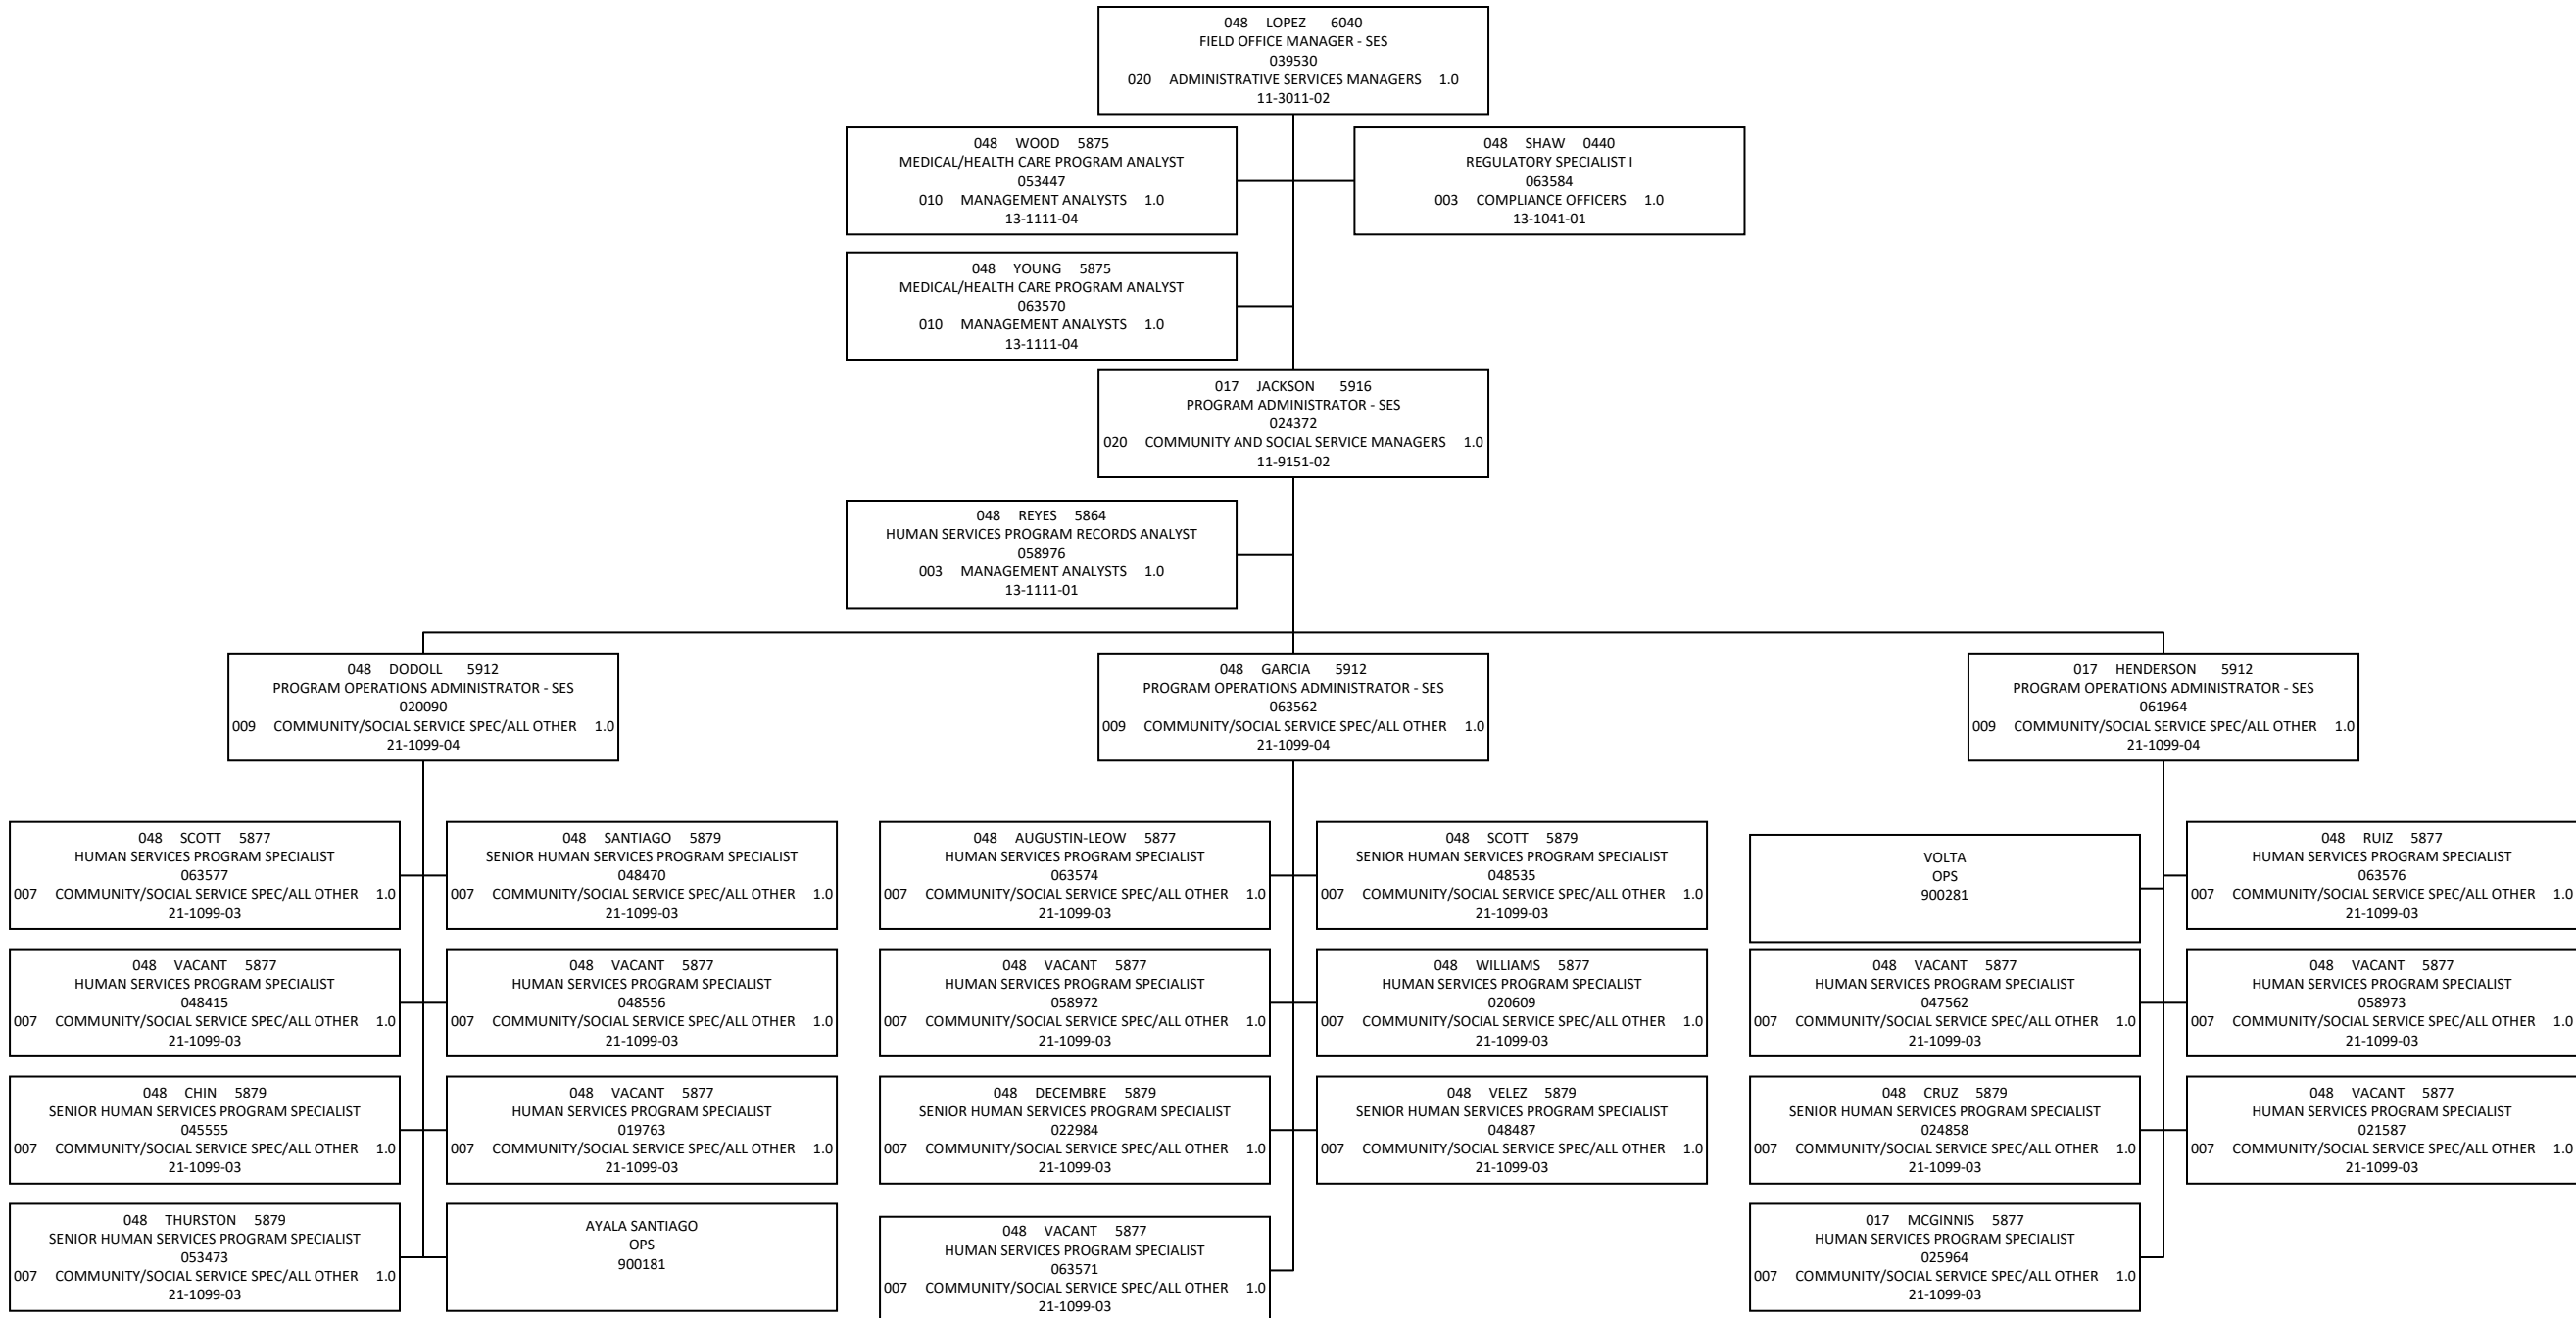 048 LOPEZ 6040
FIELD OFFICE MANAGER - SES
039530
020 ADMINISTRATIVE SERVICES MANAGERS 1.0
11-3011-02
048 WOOD 5875
MEDICAL/HEALTH CARE PROGRAM ANALYST
053447
010 MANAGEMENT ANALYSTS 1.0
13-1111-04
048 SHAW 0440
REGULATORY SPECIALIST I
063584
003 COMPLIANCE OFFICERS 1.0
13-1041-01
048 YOUNG 5875
MEDICAL/HEALTH CARE PROGRAM ANALYST
063570
010 MANAGEMENT ANALYSTS 1.0
13-1111-04
017 JACKSON 5916
PROGRAM ADMINISTRATOR - SES
024372
020 COMMUNITY AND SOCIAL SERVICE MANAGERS 1.0
11-9151-02
048 REYES 5864
HUMAN SERVICES PROGRAM RECORDS ANALYST
058976
003 MANAGEMENT ANALYSTS 1.0
13-1111-01
048 DODOLL 5912
PROGRAM OPERATIONS ADMINISTRATOR - SES
020090
009 COMMUNITY/SOCIAL SERVICE SPEC/ALL OTHER 1.0
21-1099-04
048 GARCIA 5912
PROGRAM OPERATIONS ADMINISTRATOR - SES
063562
009 COMMUNITY/SOCIAL SERVICE SPEC/ALL OTHER 1.0
21-1099-04
017 HENDERSON 5912
PROGRAM OPERATIONS ADMINISTRATOR - SES
061964
009 COMMUNITY/SOCIAL SERVICE SPEC/ALL OTHER 1.0
21-1099-04
048 SCOTT 5877
HUMAN SERVICES PROGRAM SPECIALIST
063577
007 COMMUNITY/SOCIAL SERVICE SPEC/ALL OTHER 1.0
21-1099-03
048 SANTIAGO 5879
SENIOR HUMAN SERVICES PROGRAM SPECIALIST
048470
007 COMMUNITY/SOCIAL SERVICE SPEC/ALL OTHER 1.0
21-1099-03
048 AUGUSTIN-LEOW 5877
HUMAN SERVICES PROGRAM SPECIALIST
063574
007 COMMUNITY/SOCIAL SERVICE SPEC/ALL OTHER 1.0
21-1099-03
048 SCOTT 5879
SENIOR HUMAN SERVICES PROGRAM SPECIALIST
048535
007 COMMUNITY/SOCIAL SERVICE SPEC/ALL OTHER 1.0
21-1099-03
VOLTA
OPS
900281
048 RUIZ 5877
HUMAN SERVICES PROGRAM SPECIALIST
063576
007 COMMUNITY/SOCIAL SERVICE SPEC/ALL OTHER 1.0
21-1099-03
048 VACANT 5877
HUMAN SERVICES PROGRAM SPECIALIST
048415
007 COMMUNITY/SOCIAL SERVICE SPEC/ALL OTHER 1.0
21-1099-03
048 VACANT 5877
HUMAN SERVICES PROGRAM SPECIALIST
048556
007 COMMUNITY/SOCIAL SERVICE SPEC/ALL OTHER 1.0
21-1099-03
048 VACANT 5877
HUMAN SERVICES PROGRAM SPECIALIST
058972
007 COMMUNITY/SOCIAL SERVICE SPEC/ALL OTHER 1.0
21-1099-03
048 WILLIAMS 5877
HUMAN SERVICES PROGRAM SPECIALIST
020609
007 COMMUNITY/SOCIAL SERVICE SPEC/ALL OTHER 1.0
21-1099-03
048 VACANT 5877
HUMAN SERVICES PROGRAM SPECIALIST
047562
007 COMMUNITY/SOCIAL SERVICE SPEC/ALL OTHER 1.0
21-1099-03
048 VACANT 5877
HUMAN SERVICES PROGRAM SPECIALIST
058973
007 COMMUNITY/SOCIAL SERVICE SPEC/ALL OTHER 1.0
21-1099-03
048 CHIN 5879
SENIOR HUMAN SERVICES PROGRAM SPECIALIST
045555
007 COMMUNITY/SOCIAL SERVICE SPEC/ALL OTHER 1.0
21-1099-03
048 VACANT 5877
HUMAN SERVICES PROGRAM SPECIALIST
019763
007 COMMUNITY/SOCIAL SERVICE SPEC/ALL OTHER 1.0
21-1099-03
048 DECEMBRE 5879
SENIOR HUMAN SERVICES PROGRAM SPECIALIST
022984
007 COMMUNITY/SOCIAL SERVICE SPEC/ALL OTHER 1.0
21-1099-03
048 VELEZ 5879
SENIOR HUMAN SERVICES PROGRAM SPECIALIST
048487
007 COMMUNITY/SOCIAL SERVICE SPEC/ALL OTHER 1.0
21-1099-03
048 CRUZ 5879
SENIOR HUMAN SERVICES PROGRAM SPECIALIST
024858
007 COMMUNITY/SOCIAL SERVICE SPEC/ALL OTHER 1.0
21-1099-03
048 VACANT 5877
HUMAN SERVICES PROGRAM SPECIALIST
021587
007 COMMUNITY/SOCIAL SERVICE SPEC/ALL OTHER 1.0
21-1099-03
048 THURSTON 5879
SENIOR HUMAN SERVICES PROGRAM SPECIALIST
053473
007 COMMUNITY/SOCIAL SERVICE SPEC/ALL OTHER 1.0
21-1099-03
AYALA SANTIAGO
OPS
900181
048 VACANT 5877
HUMAN SERVICES PROGRAM SPECIALIST
063571
007 COMMUNITY/SOCIAL SERVICE SPEC/ALL OTHER 1.0
21-1099-03
017 MCGINNIS 5877
HUMAN SERVICES PROGRAM SPECIALIST
025964
007 COMMUNITY/SOCIAL SERVICE SPEC/ALL OTHER 1.0
21-1099-03